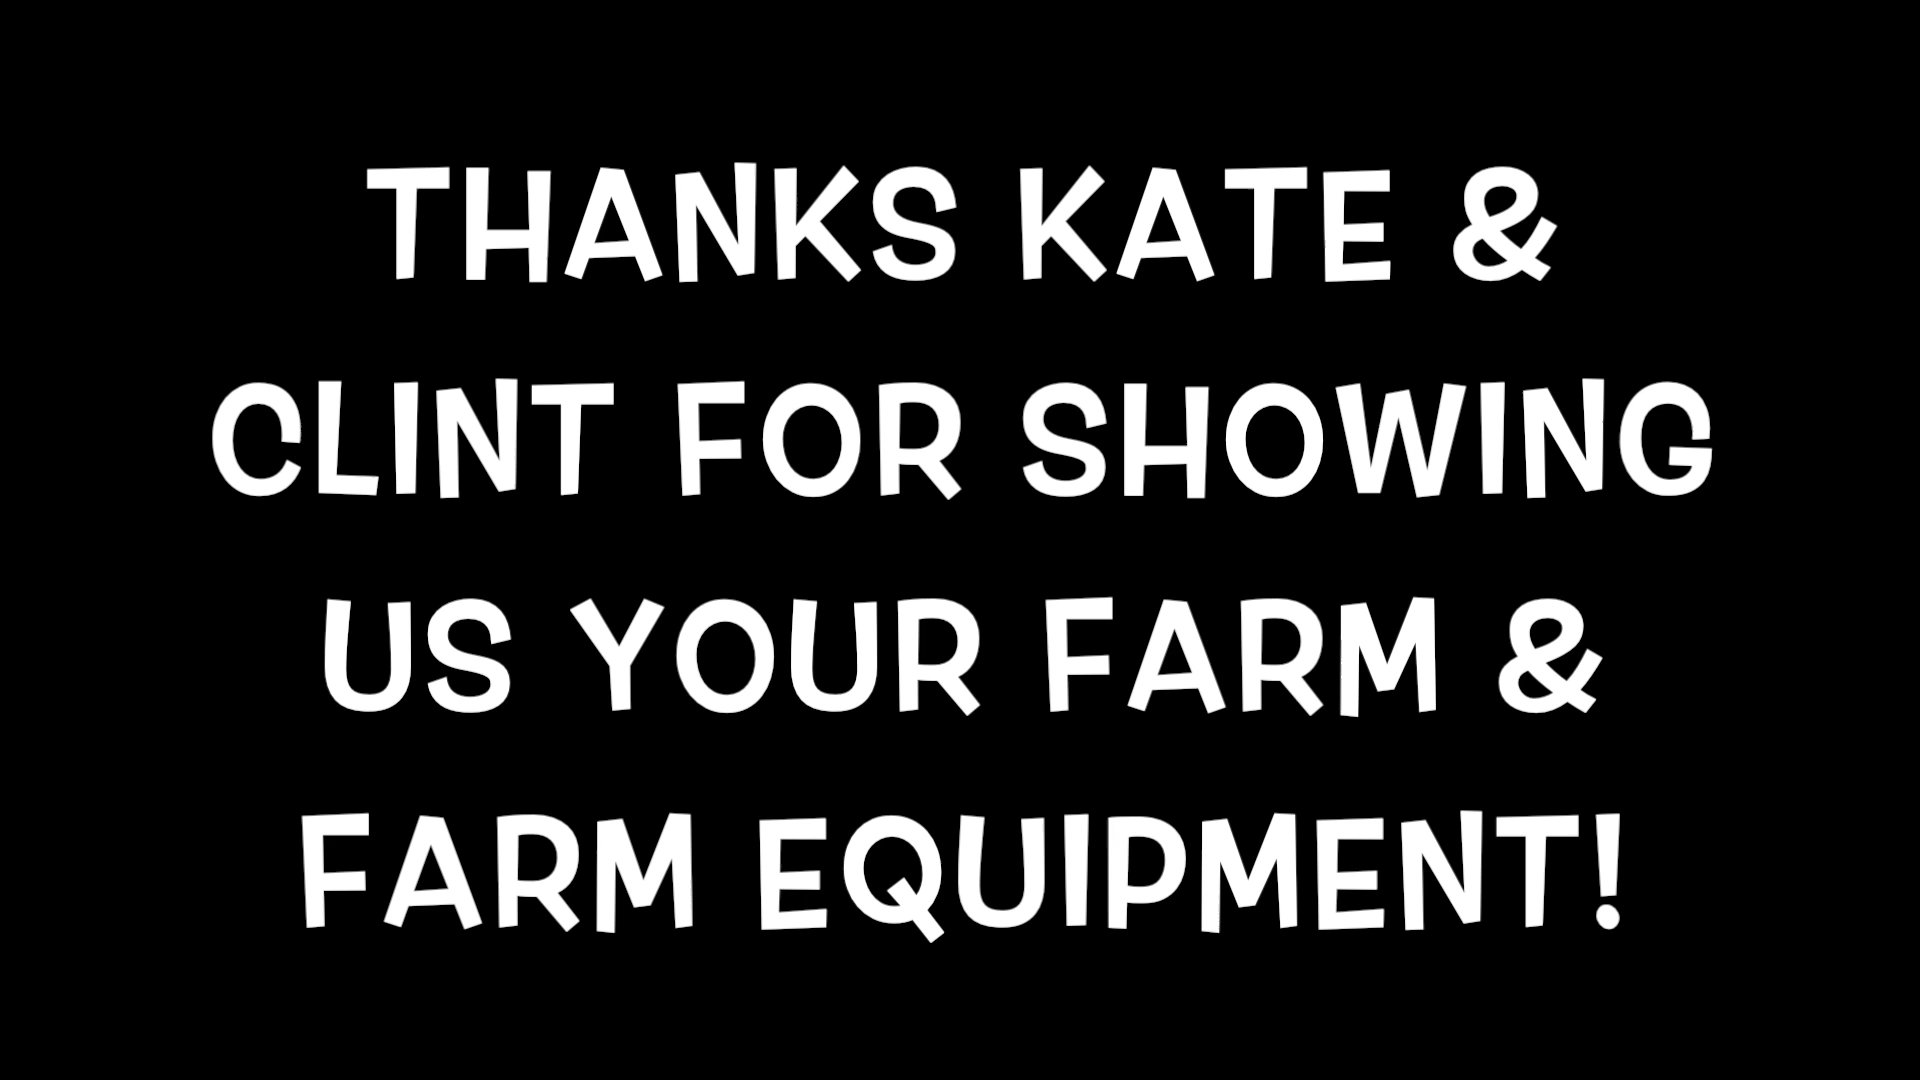 THANKS KATE &
CLINT FOR SHOWING
US YOUR FARM &
FARM EQUIPMENT!